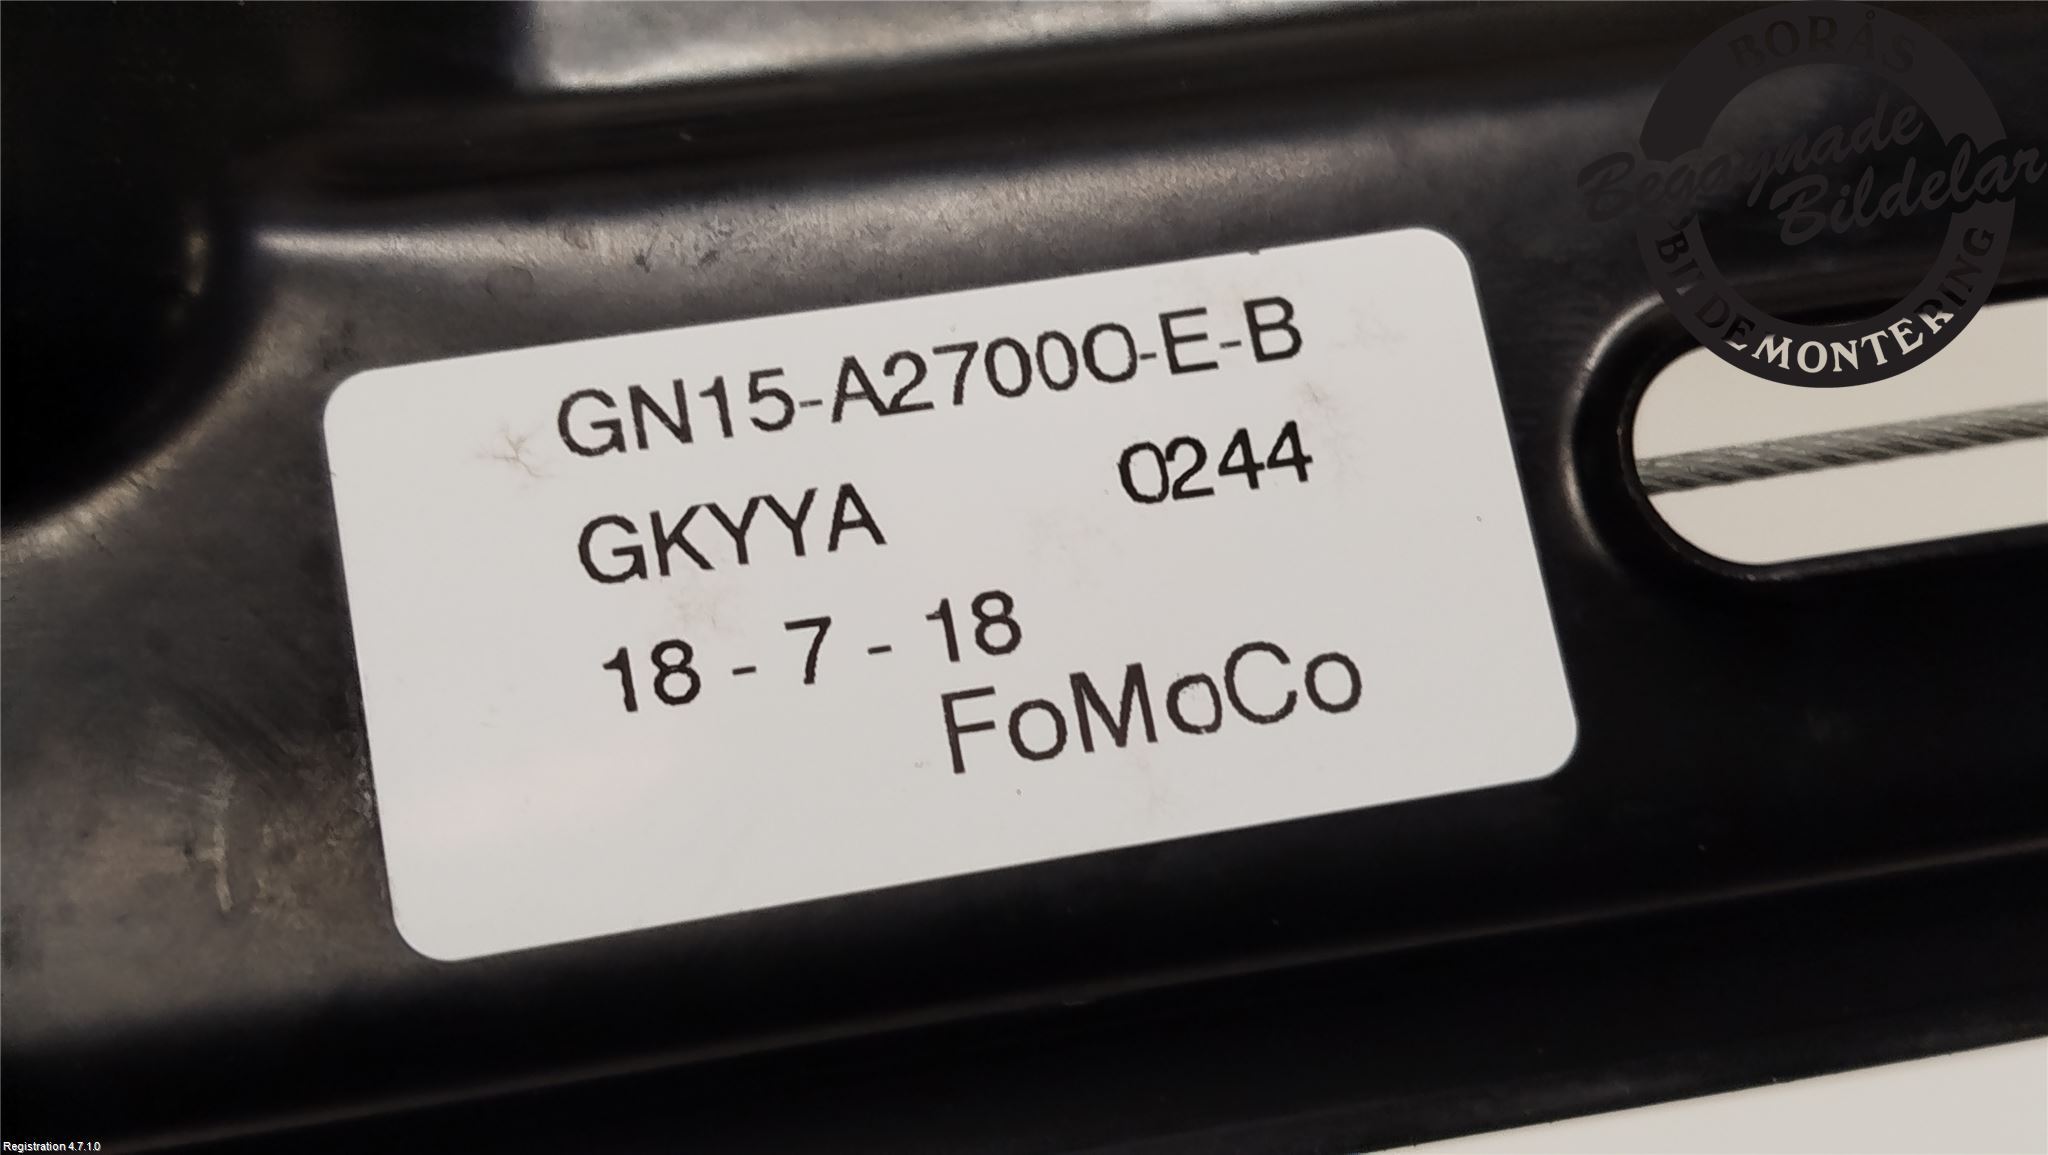 BORÅS
Begagnade
Bildelar
BILDEMONTERING
GN15-A27000-E-B
GKYYA 0244
18 - 7 - 18
FoMoCo
Registration 4.7.1.0